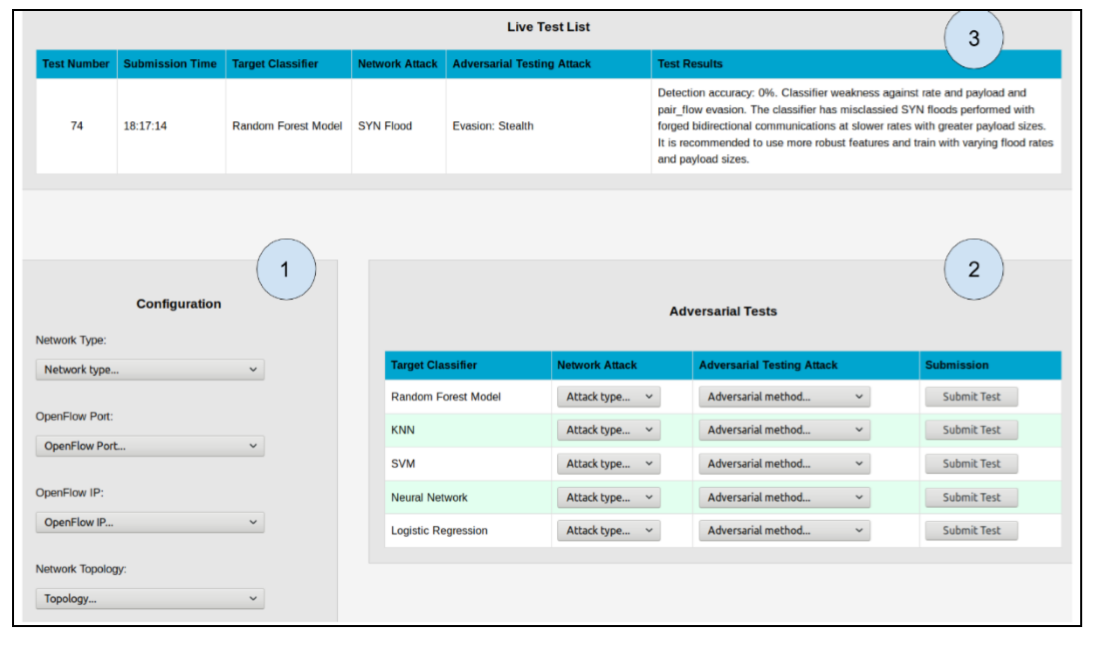 Live Test List
3
Test Number Submission Time Target Classifier Network Attack Adversarial Testing Attack Test Results
74 18:17:14 Random Forest Model SYN Flood Evasion: Stealth
Detection accuracy: 0%. Classifier weakness against rate and payload and
pair_flow evasion. The classifier has misclassied SYN floods performed with
forged bidirectional communications at slower rates with greater payload sizes.
It is recommended to use more robust features and train with varying flood rates
and payload sizes.
1
Configuration
Network Type:
Network type...
OpenFlow Port:
OpenFlow Port...
OpenFlow IP:
OpenFlow IP...
Network Topology:
Topology...
2
Adversarial Tests
Target Classifier Network Attack Adversarial Testing Attack Submission
Random Forest Model Attack type... Adversarial method... Submit Test
KNN Attack type... Adversarial method... Submit Test
SVM Attack type... Adversarial method... Submit Test
Neural Network Attack type... Adversarial method... Submit Test
Logistic Regression Attack type... Adversarial method... Submit Test